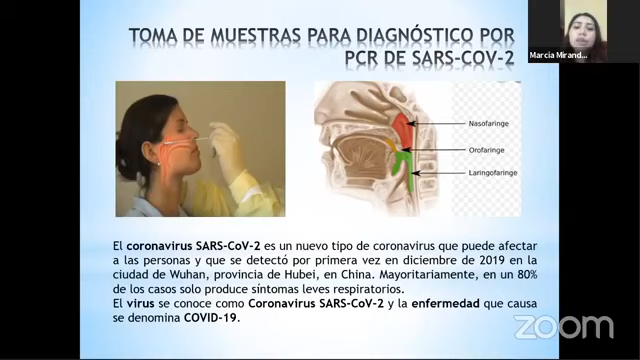 TOMA DE MUESTRAS PARA DIAGNÓSTICO POR
PCR DE SARS-COV-2
Marcia Mirand...
Nasofaringe
Orofaringe
Laringofaringe
El coronavirus SARS-CoV-2 es un nuevo tipo de coronavirus que puede afectar
a las personas y que se detectó por primera vez en diciembre de 2019 en la
ciudad de Wuhan, provincia de Hubei, en China. Mayoritariamente, en un 80%
de los casos solo produce síntomas leves respiratorios.
El virus se conoce como Coronavirus SARS-CoV-2 y la enfermedad que causa
se denomina COVID-19.
zoom